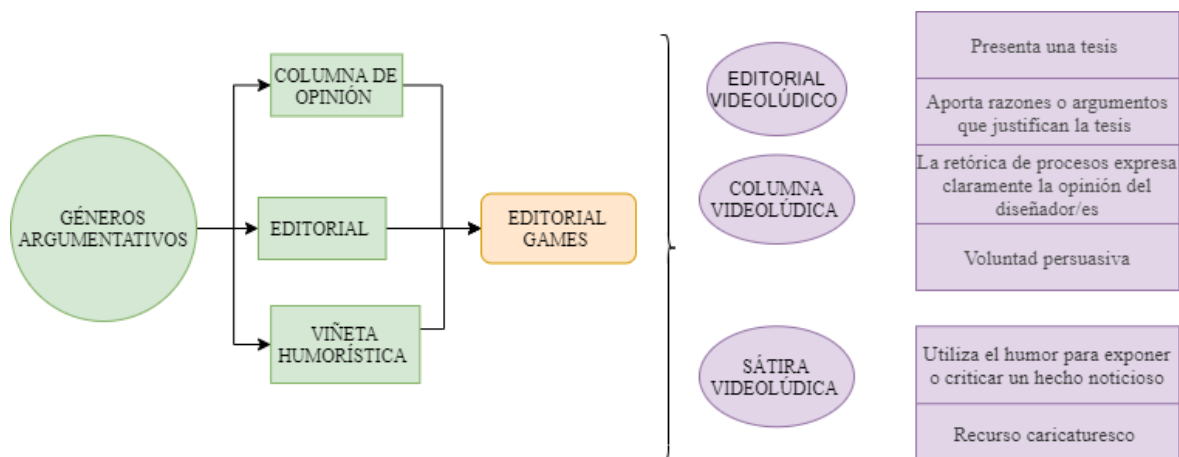 GÉNEROS
ARGUMENTATIVOS
COLUMNA DE
OPINIÓN
EDITORIAL
VIÑETA
HUMORÍSTICA
EDITORIAL
GAMES
EDITORIAL
VIDEOLÚDICO
COLUMNA
VIDEOLÚDICA
SÁTIRA
VIDEOLÚDICA
Presenta una tesis
Aporta razones o argumentos
que justifican la tesis
La retórica de procesos expresa
claramente la opinión del
diseñador/es
Voluntad persuasiva
Utiliza el humor para exponer
o criticar un hecho noticioso
Recurso caricaturesco